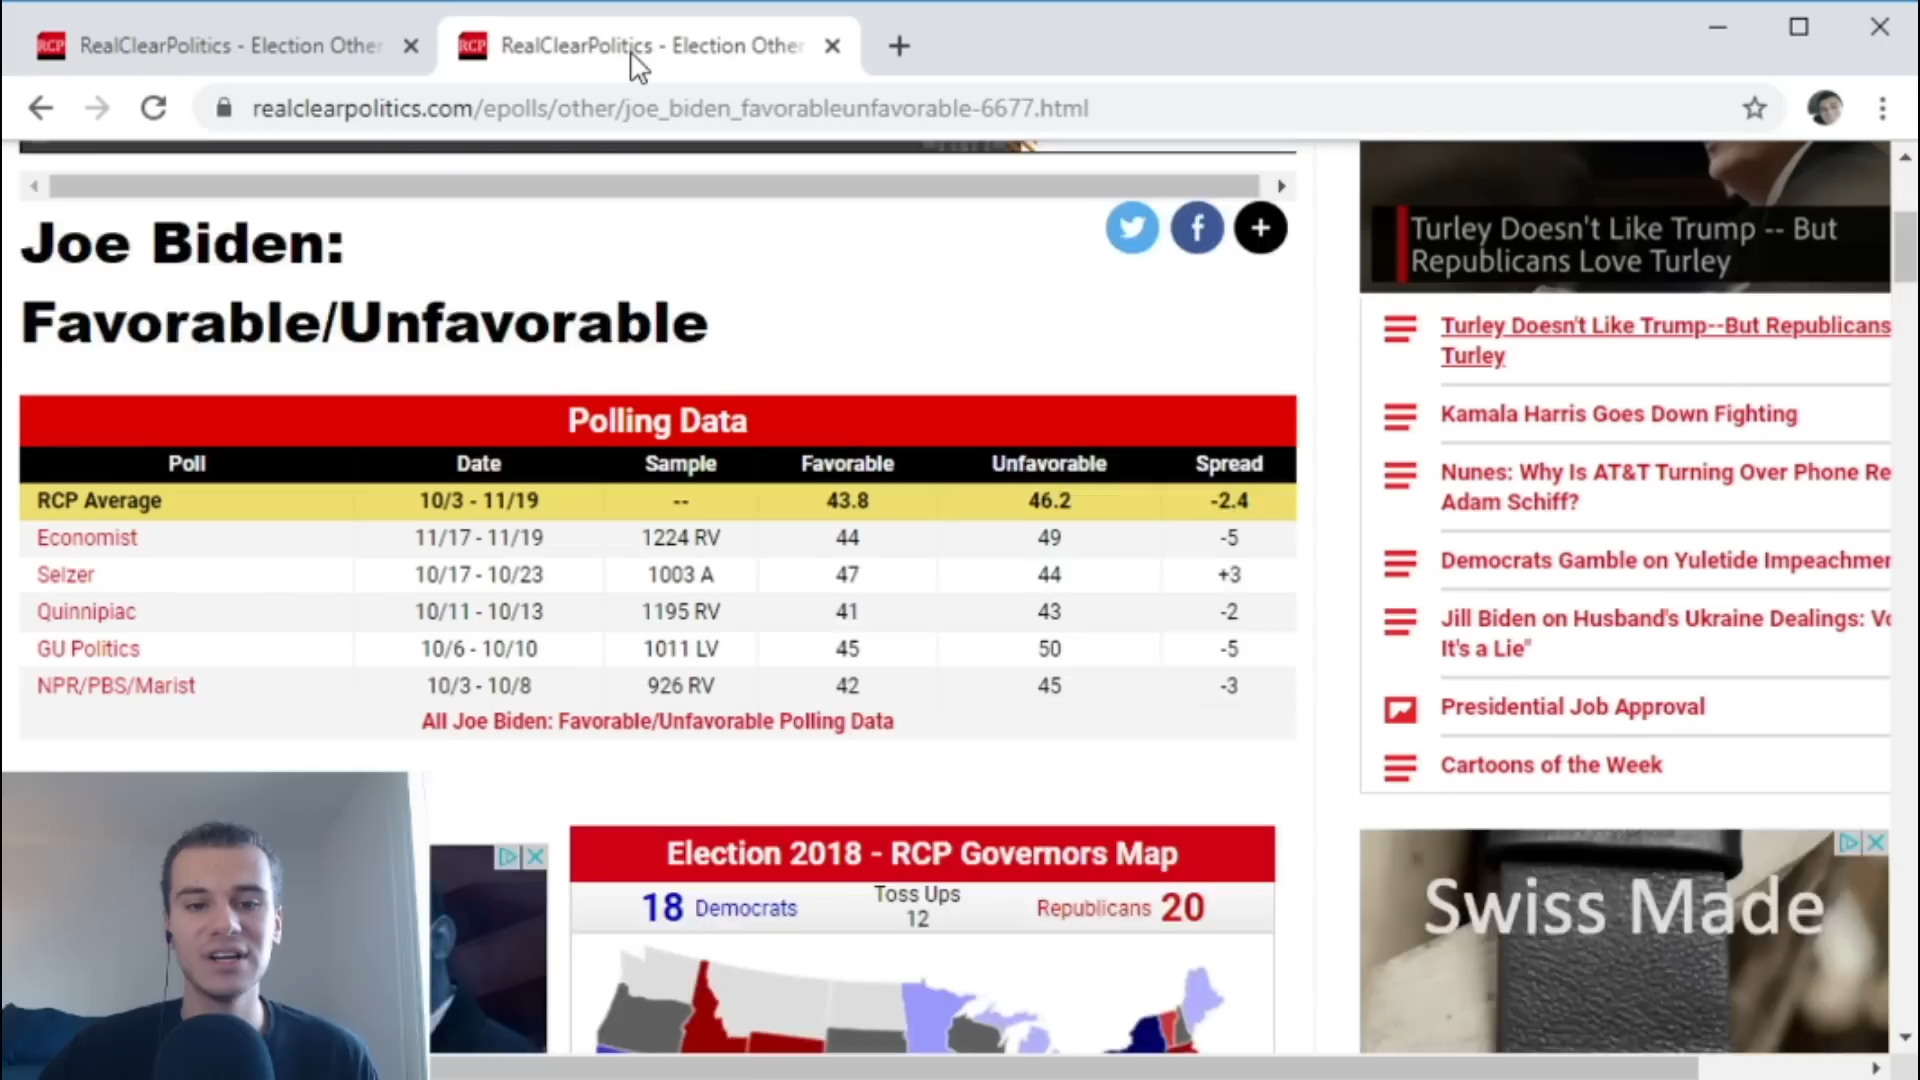 RCP RealClearPolitics - Election Other
RCP RealClearPolitics - Election Other
realclearpolitics.com/epolls/other/joe_biden_favorableunfavorable-6677.html
Joe Biden:
Favorable/Unfavorable
Polling Data
Poll Date Sample Favorable Unfavorable Spread
RCP Average 10/3 - 11/19 -- 43.8 46.2 -2.4
Economist 11/17 - 11/19 1224 RV 44 49 -5
Selzer 10/17 - 10/23 1003 A 47 44 +3
Quinnipiac 10/11 - 10/13 1195 RV 41 43 -2
GU Politics 10/6 - 10/10 1011 LV 45 50 -5
NPR/PBS/Marist 10/3 - 10/8 926 RV 42 45 -3
All Joe Biden: Favorable/Unfavorable Polling Data
Election 2018 - RCP Governors Map
18 Democrats
Toss Ups
12
Republicans 20
Turley Doesn't Like Trump -- But
Republicans Love Turley
Turley Doesn't Like Trump--But Republicans
Turley
Kamala Harris Goes Down Fighting
Nunes: Why Is AT&T Turning Over Phone Re
Adam Schiff?
Democrats Gamble on Yuletide Impeachmer
Jill Biden on Husband's Ukraine Dealings:
It's a Lie"
Presidential Job Approval
Cartoons of the Week
Swiss Made